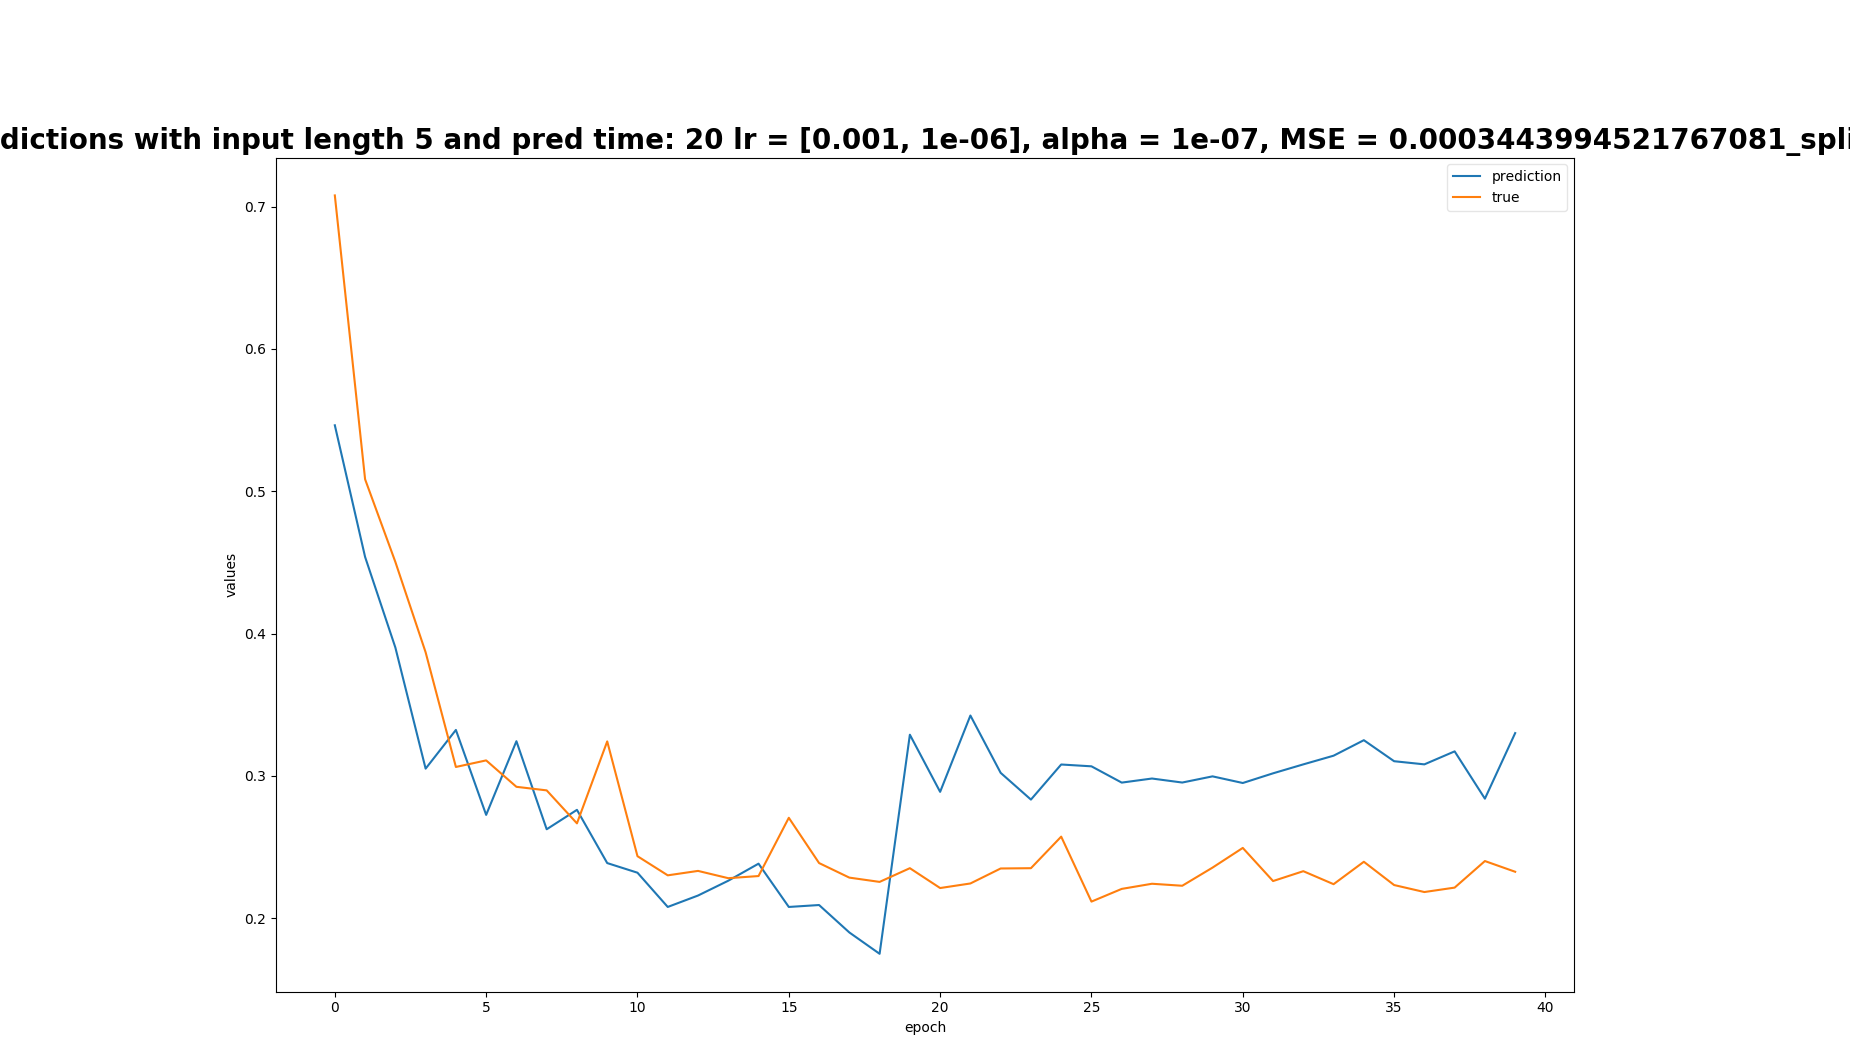 dictions with input length 5 and pred time: 20 lr = [0.001, 1e-06], alpha = 1e-07, MSE = 0.0003443994521767081_spli
prediction
true
0.7
0.6
0.5
0.4
0.3
0.2
values
0 5 10 15 20 25 30 35 40
epoch